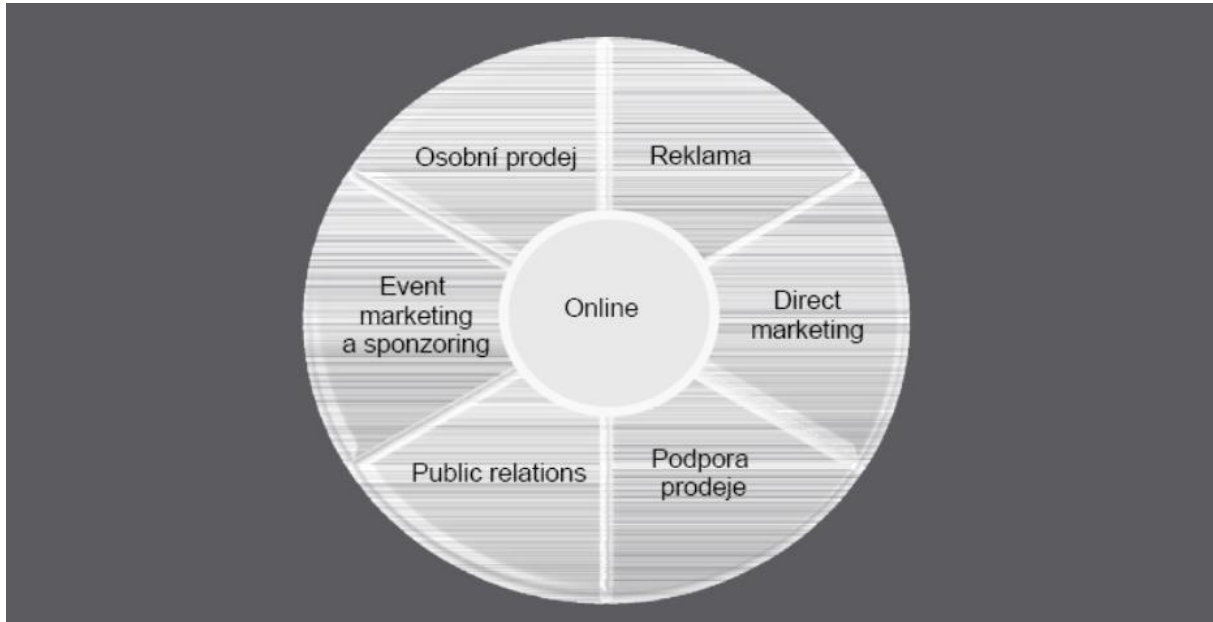 Osobní prodej
Reklama
Event
marketing
a sponzoring
Online
Direct
marketing
Public relations
Podpora
prodeje